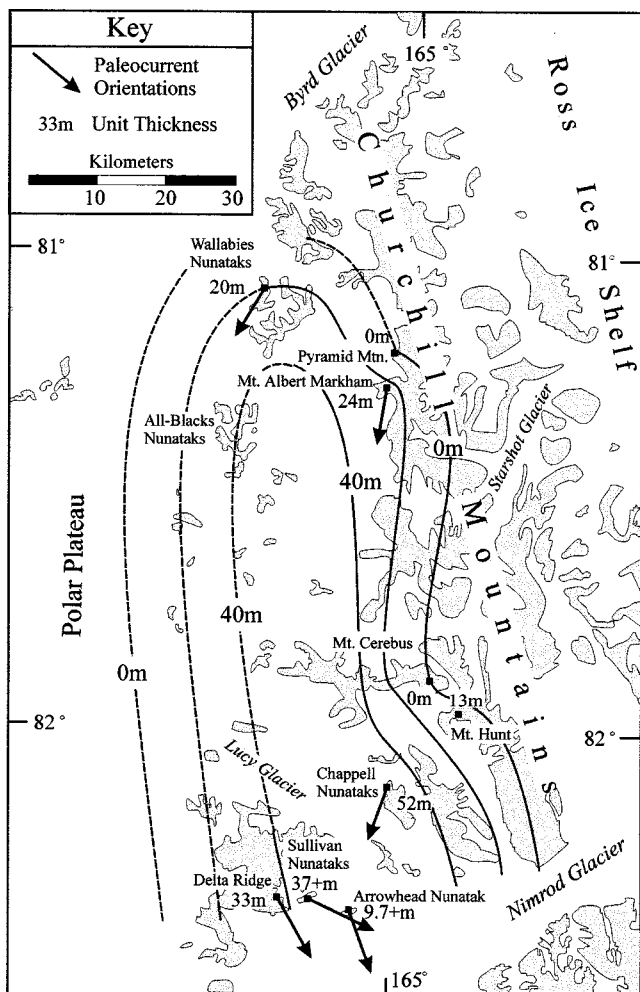 Key
Paleocurrent
Orientations
33m Unit Thickness
Kilometers
10 20 30
Byrd Glacier
165°
Ross Ice Shelf
Churchill Mountains
81°
81°
Wallabies
Nunataks
20m
0m
Pyramid Mtn.
Mt. Albert Markham
24m
All-Blacks
Nunataks
Starshot Glacier
0m
40m
Polar Plateau
40m
0m
Mt. Cerebus
0m
13m
Mt. Hunt
82°
82°
Lucy Glacier
Chappell
Nunataks
52m
Sullivan
Nunataks
37+m
Delta Ridge
33m
Arrowhead Nunatak
9.7+m
Nimrod Glacier
165°